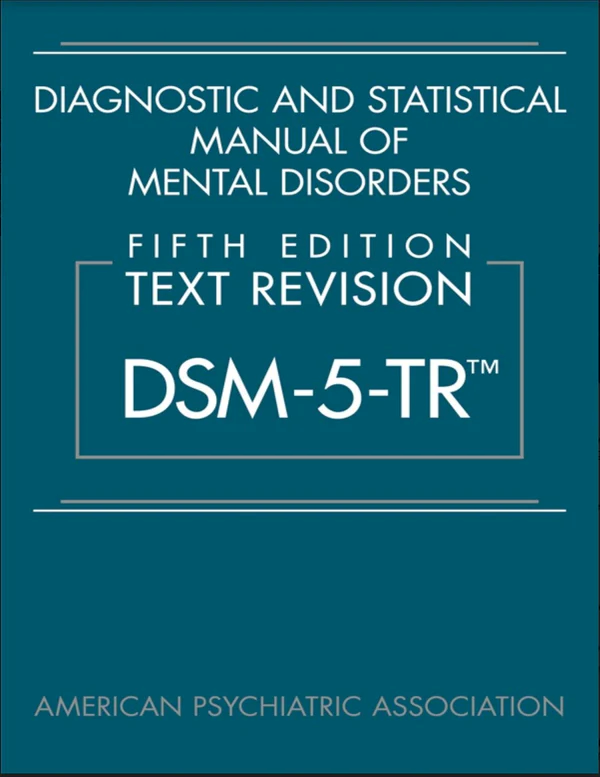 DIAGNOSTIC AND STATISTICAL
MANUAL OF
MENTAL DISORDERS
FIFTH EDITION
TEXT REVISION
DSM-5-TR™
AMERICAN PSYCHIATRIC ASSOCIATION